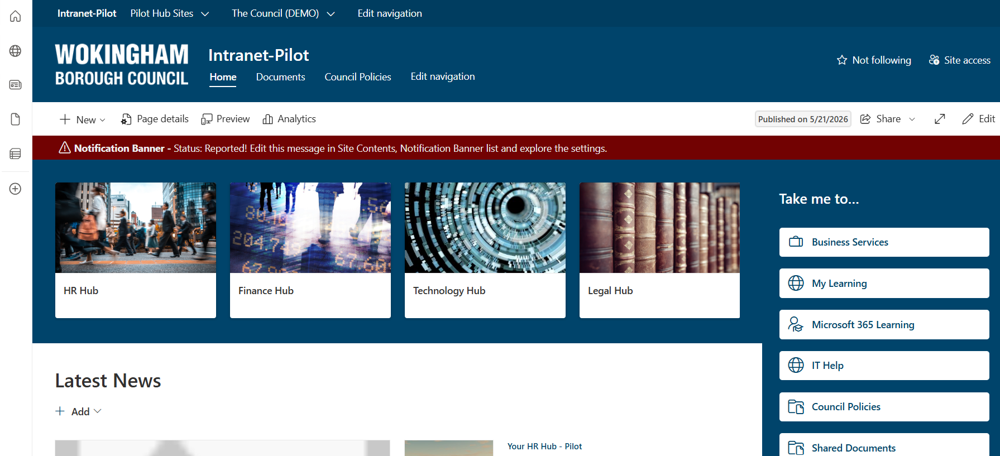 Intranet-Pilot Pilot Hub Sites The Council (DEMO) Edit navigation
WOKINGHAM
BOROUGH COUNCIL
Intranet-Pilot
Home Documents Council Policies Edit navigation
Not following Site access
New Page details Preview Analytics
Published on 5/21/2026 Share Edit
Notification Banner - Status: Reported! Edit this message in Site Contents, Notification Banner list and explore the settings.
HR Hub
Finance Hub
Technology Hub
Legal Hub
Take me to...
Business Services
My Learning
Microsoft 365 Learning
IT Help
Council Policies
Shared Documents
Latest News
Add
Your HR Hub - Pilot